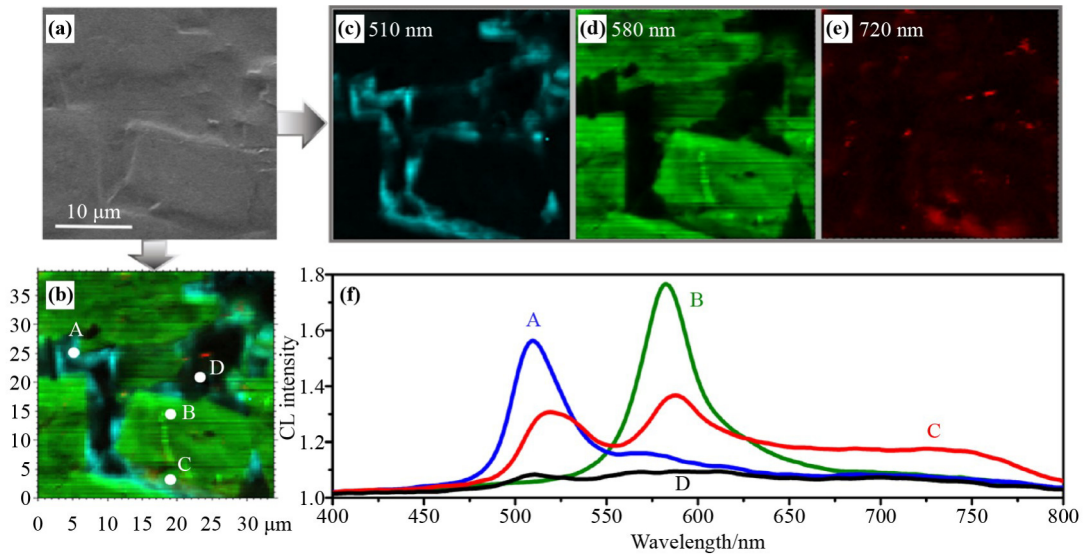 (a)
10 μm
(c) 510 nm
(d) 580 nm
(e) 720 nm
(b)
A
D
B
C
35
30
25
20
15
10
5
0
0 5 10 15 20 25 30 μm
(f)
A
B
C
D
CL intensity
1.8
1.6
1.4
1.2
1.0
400 450 500 550 600 650 700 750 800
Wavelength/nm